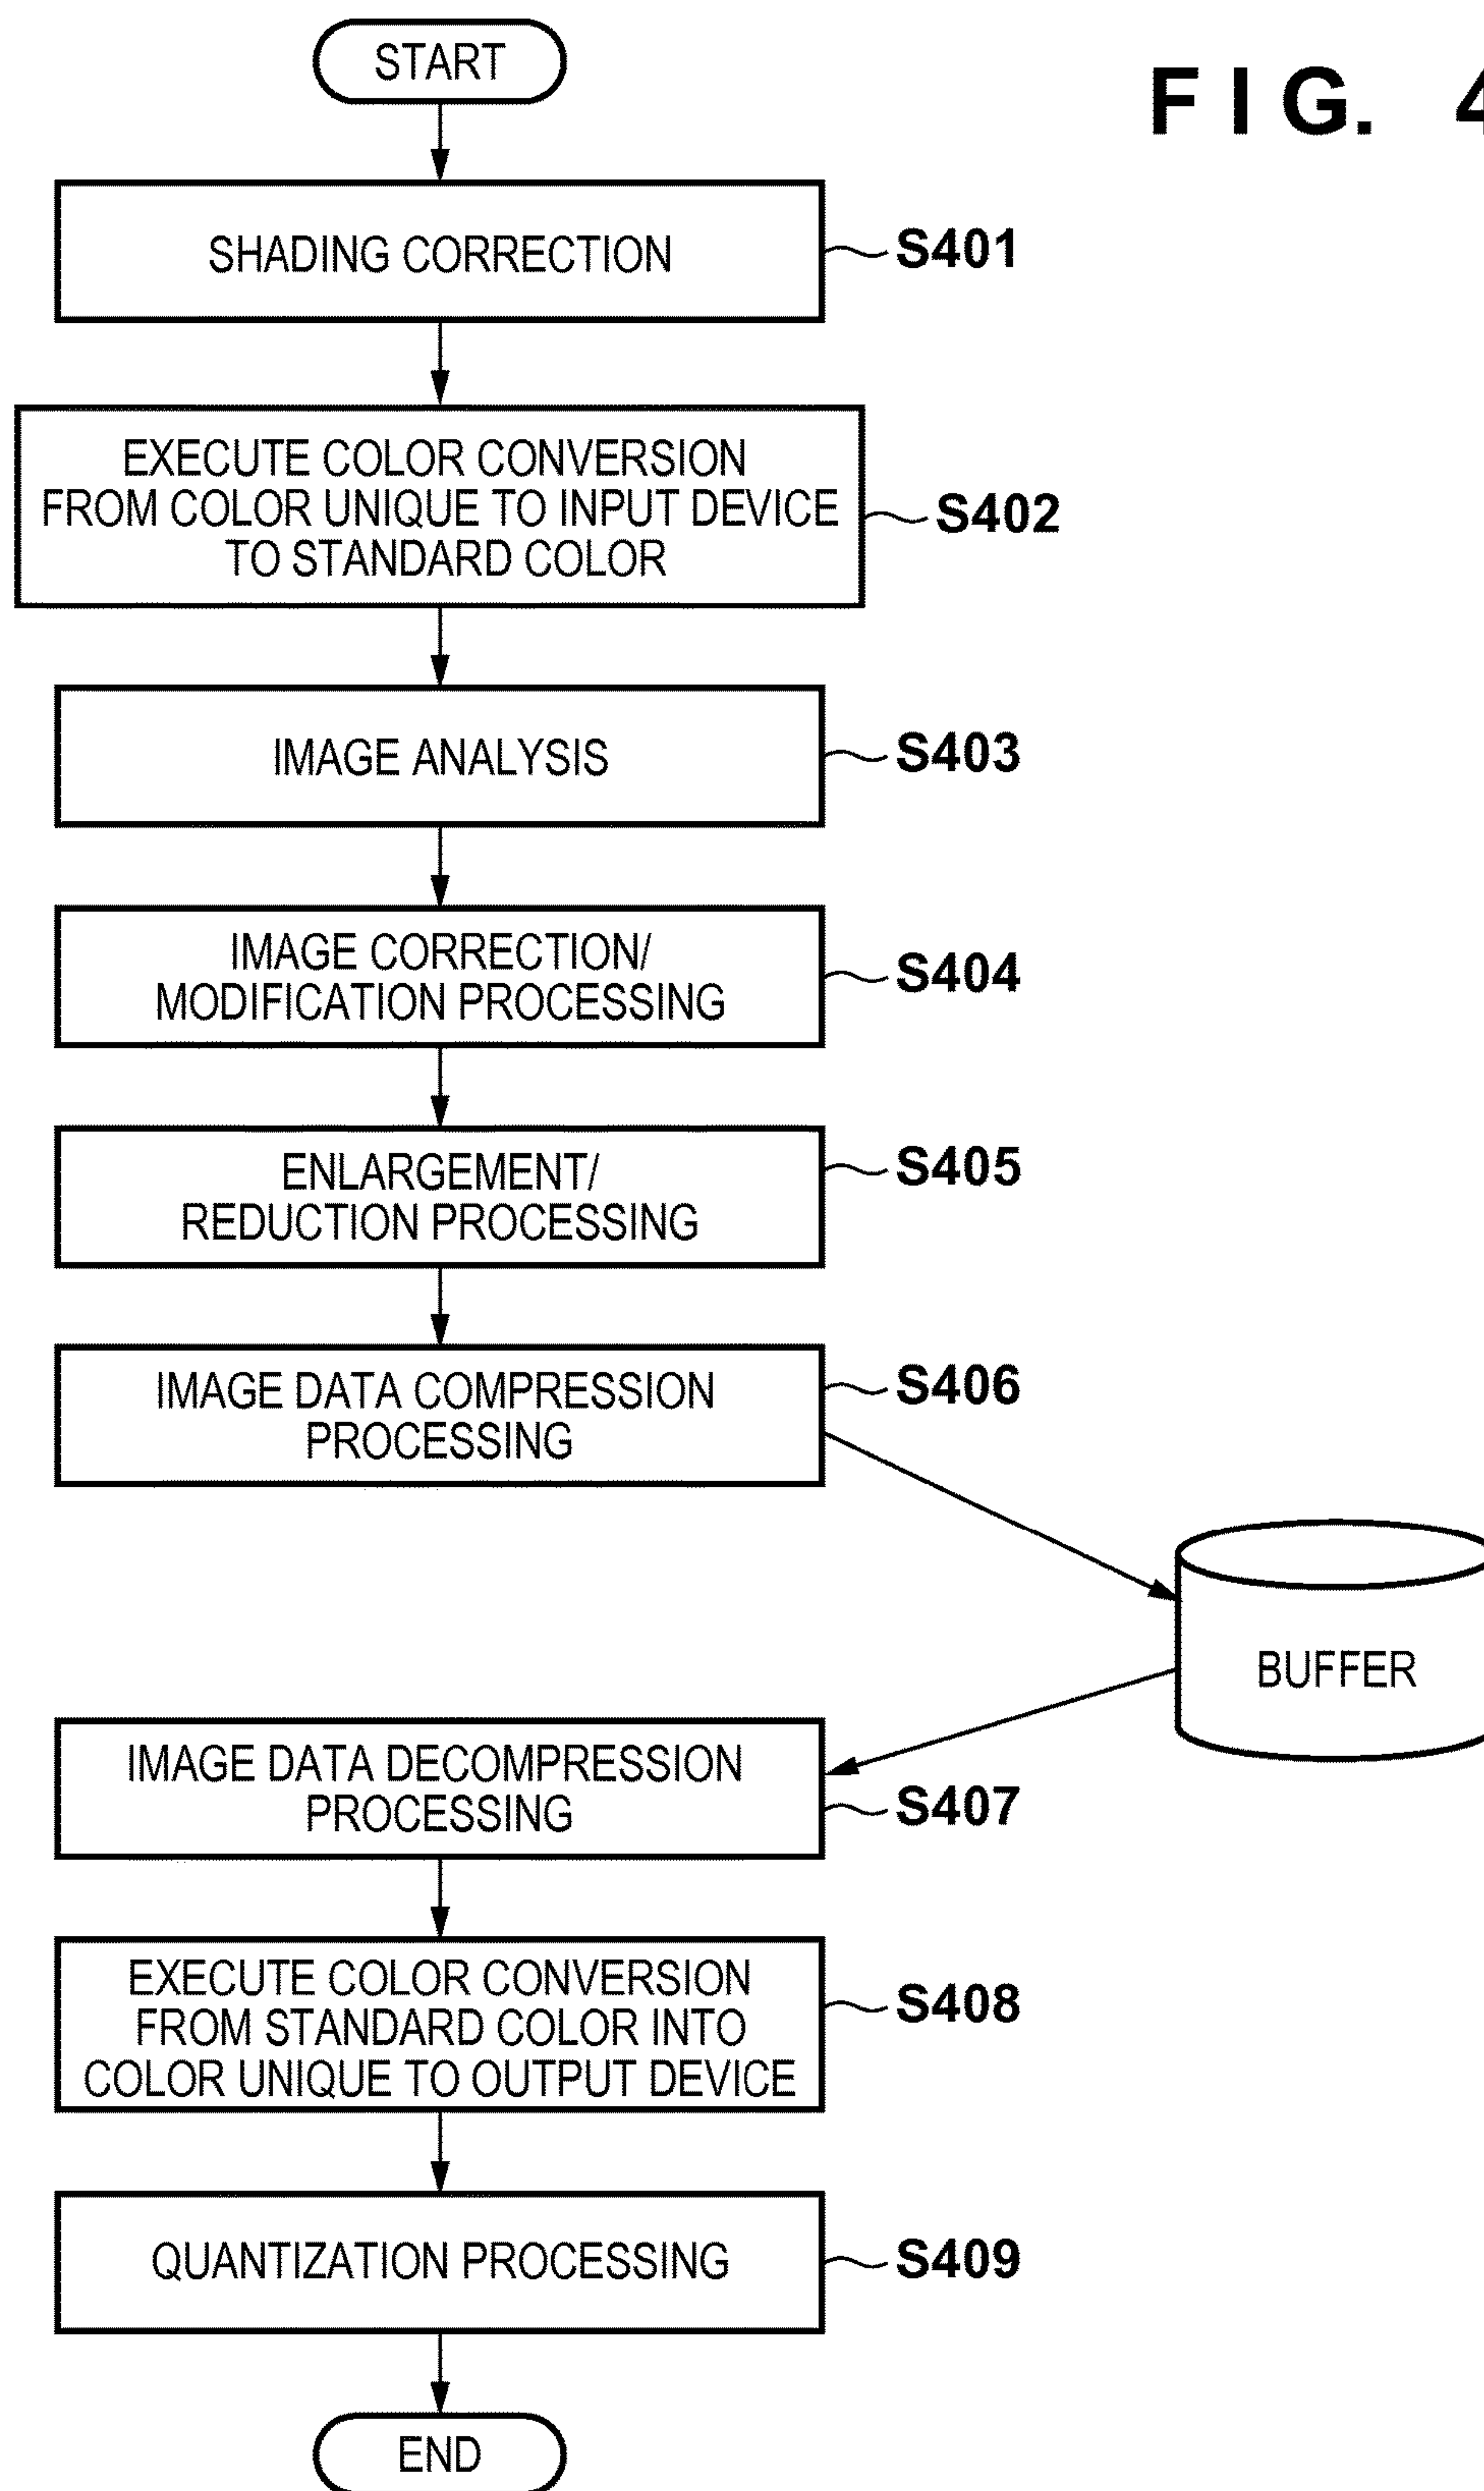 START
FIG. 4
SHADING CORRECTION
S401
EXECUTE COLOR CONVERSION
FROM COLOR UNIQUE TO INPUT DEVICE
TO STANDARD COLOR
S402
IMAGE ANALYSIS
S403
IMAGE CORRECTION/
MODIFICATION PROCESSING
S404
ENLARGEMENT/
REDUCTION PROCESSING
S405
IMAGE DATA COMPRESSION
PROCESSING
S406
BUFFER
IMAGE DATA DECOMPRESSION
PROCESSING
S407
EXECUTE COLOR CONVERSION
FROM STANDARD COLOR INTO
COLOR UNIQUE TO OUTPUT DEVICE
S408
QUANTIZATION PROCESSING
S409
END